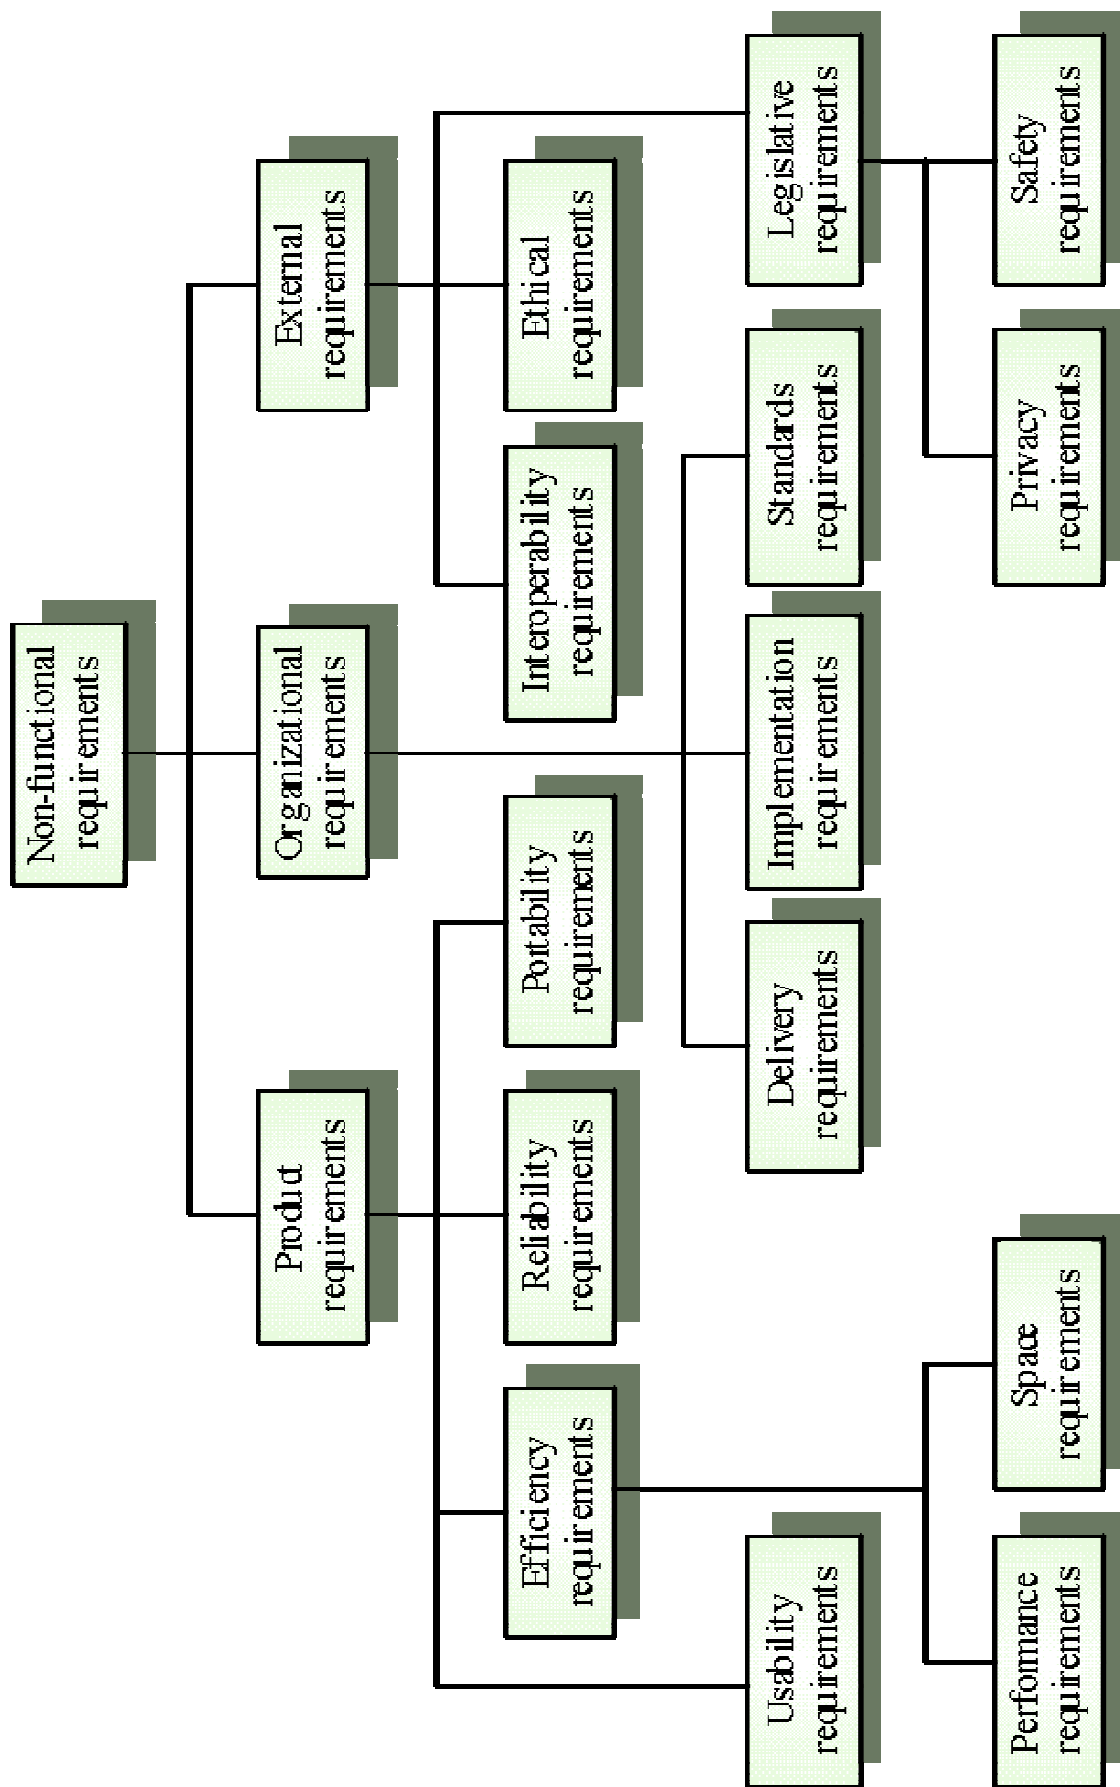 Non-functional
requirements
Product
requirements
Organizational
requirements
External
requirements
Efficiency
requirements
Reliability
requirements
Portability
requirements
Interoperability
requirements
Ethical
requirements
Usability
requirements
Delivery
requirements
Implementation
requirements
Standards
requirements
Legislative
requirements
Performance
requirements
Space
requirements
Privacy
requirements
Safety
requirements